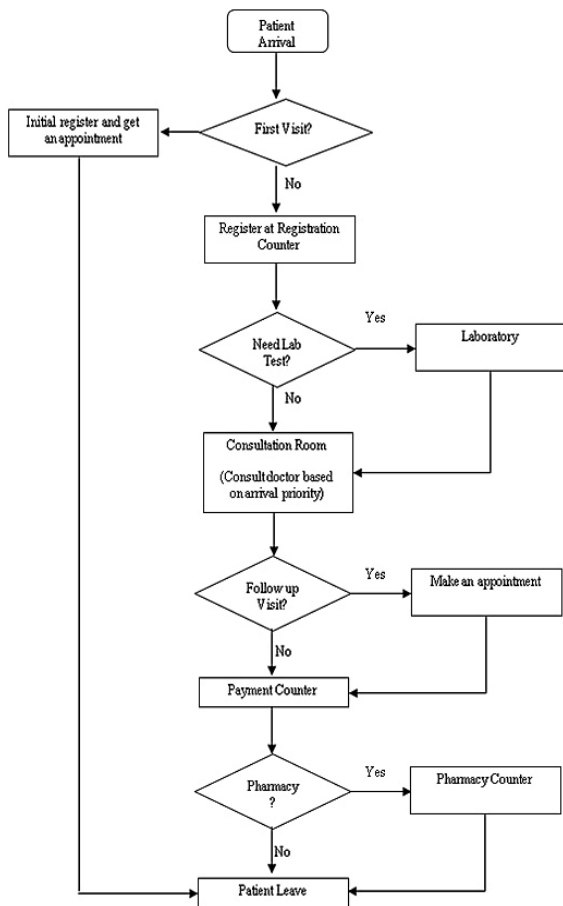 Patient
Arrival
Initial register and get
an appointment
First Visit?
No
Register at Registration
Counter
Yes
Need Lab
Test?
Laboratory
No
Consultation Room
(Consult doctor based
on arrival priority)
Yes
Follow up
Visit?
Make an appointment
No
Payment Counter
Yes
Pharmacy
?
Pharmacy Counter
No
Patient Leave